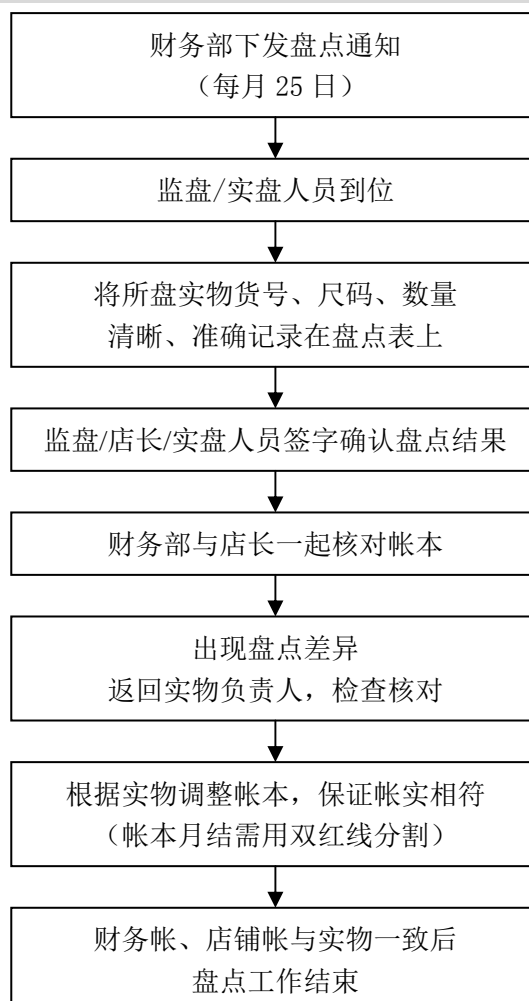 财务部下发盘点通知
（每月 25 日）
监盘/实盘人员到位
将所盘实物货号、尺码、数量
清晰、准确记录在盘点表上
监盘/店长/实盘人员签字确认盘点结果
财务部与店长一起核对帐本
出现盘点差异
返回实物负责人，检查核对
根据实物调整帐本，保证帐实相符
（帐本月结需用双红线分割）
财务帐、店铺帐与实物一致后
盘点工作结束